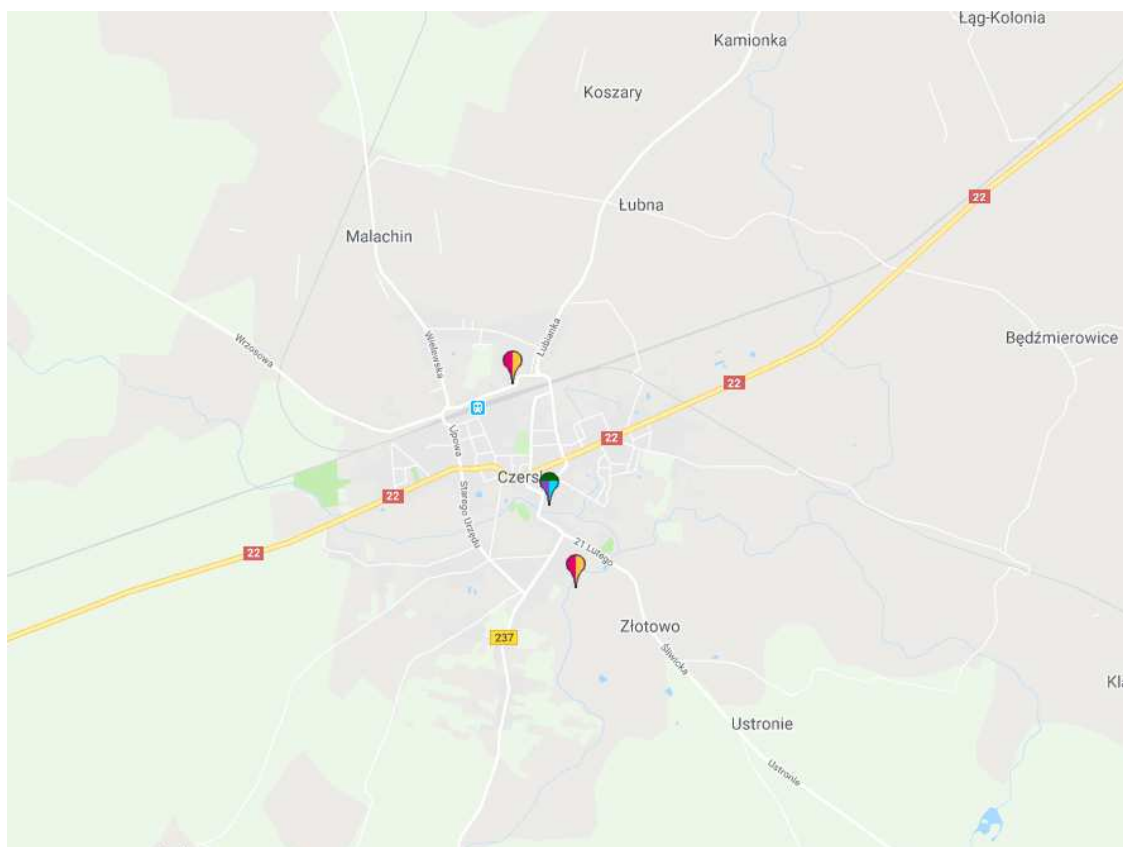 Łąg-Kolonia
Kamionka
Koszary
22
Łubna
Malachin
Wrzosowa
Wielewska
Łubianka
Będźmierowice
22
Lipowa
22
Czersk
Starego Urzędu
22
22
21 Lutego
Złotowo
237
Śliwicka
Ustronie
Ustronie